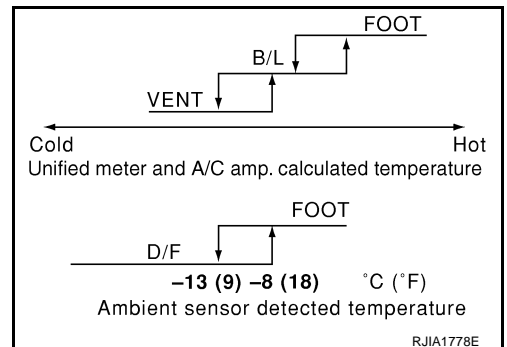 FOOT
B/L
VENT
Cold Hot
Unified meter and A/C amp. calculated temperature
FOOT
D/F
–13 (9) –8 (18) °C (°F)
Ambient sensor detected temperature
RJIA1778E